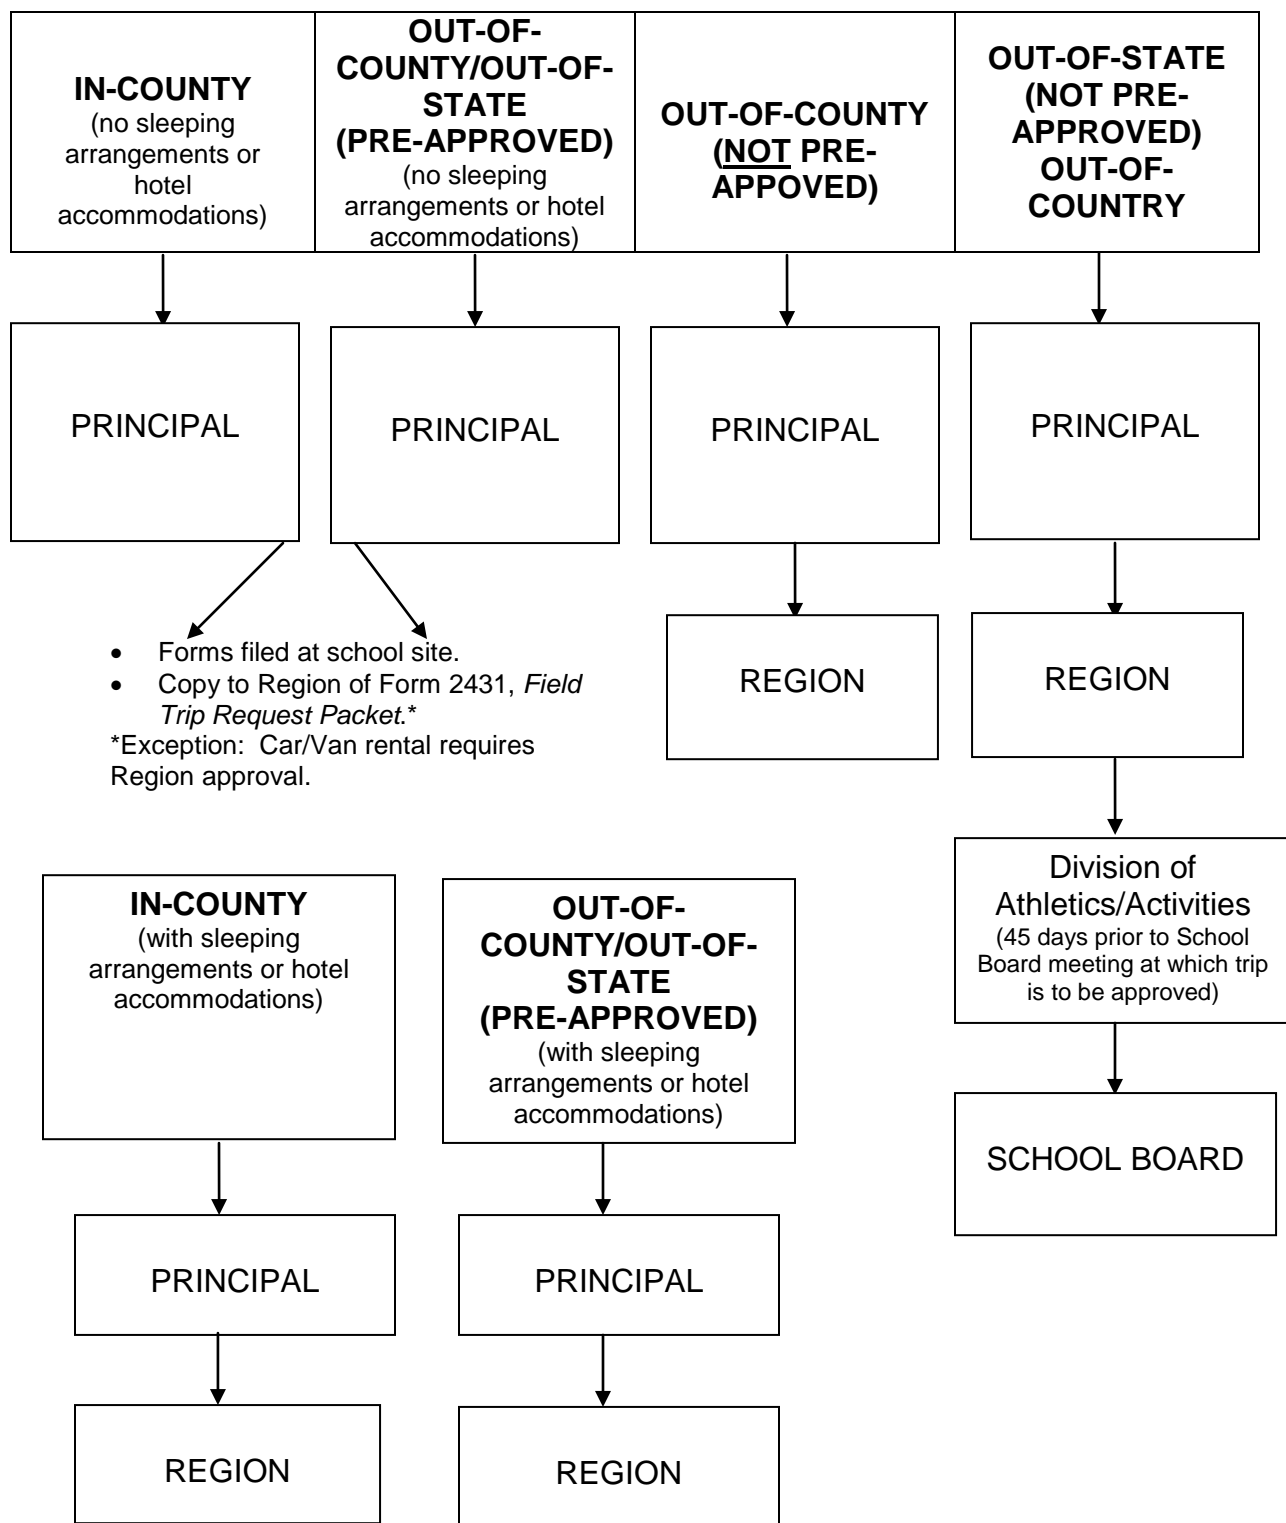 IN-COUNTY
(no sleeping
arrangements or
hotel
accommodations)
OUT-OF-
COUNTY/OUT-OF-
STATE
(PRE-APPROVED)
(no sleeping
arrangements or hotel
accommodations)
OUT-OF-COUNTY
(NOT PRE-
APPOVED)
OUT-OF-STATE
(NOT PRE-
APPROVED)
OUT-OF-
COUNTRY
PRINCIPAL
PRINCIPAL
PRINCIPAL
PRINCIPAL
• Forms filed at school site.
• Copy to Region of Form 2431, Field
Trip Request Packet.*
*Exception: Car/Van rental requires
Region approval.
REGION
REGION
Division of
Athletics/Activities
(45 days prior to School
Board meeting at which trip
is to be approved)
SCHOOL BOARD
IN-COUNTY
(with sleeping
arrangements or hotel
accommodations)
OUT-OF-
COUNTY/OUT-OF-
STATE
(PRE-APPROVED)
(with sleeping
arrangements or hotel
accommodations)
PRINCIPAL
PRINCIPAL
REGION
REGION